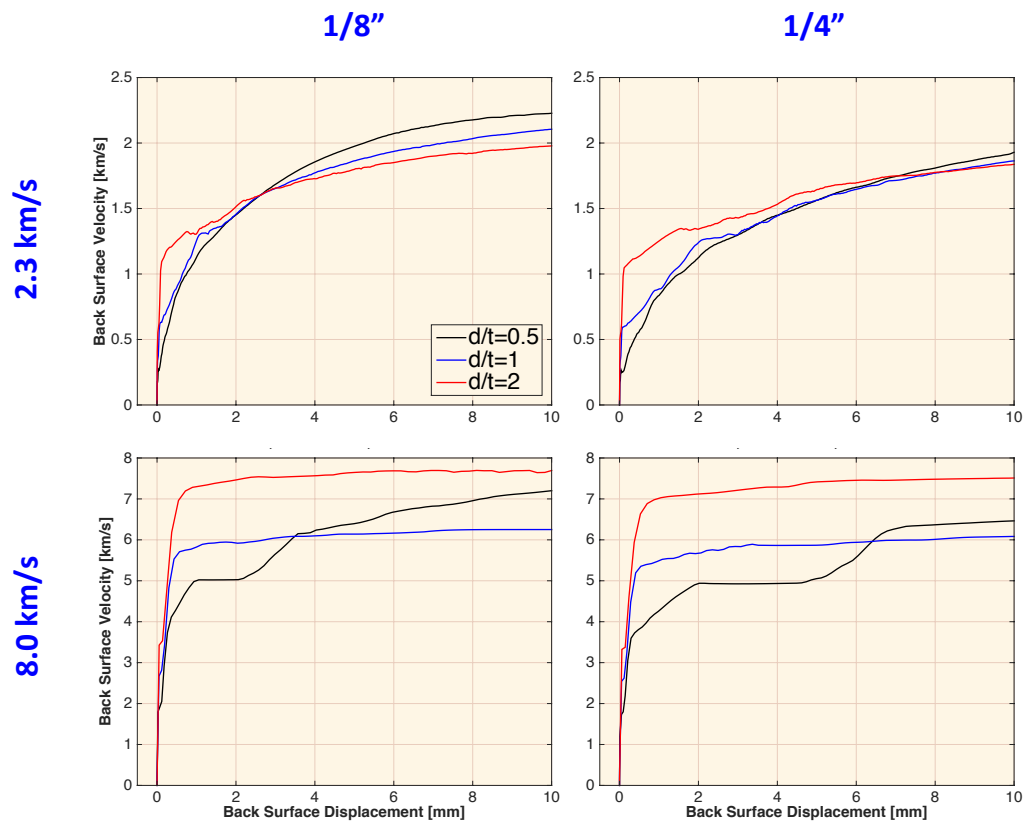 1/8”
1/4”
2.3 km/s
8.0 km/s
Back Surface Velocity [km/s]
2.5
2
1.5
1
0.5
0
0 2 4 6 8 10
d/t=0.5
d/t=1
d/t=2
2.5
2
1.5
1
0.5
0
0 2 4 6 8 10
Back Surface Velocity [km/s]
8
7
6
5
4
3
2
1
0
0 2 4 6 8 10
Back Surface Displacement [mm]
8
7
6
5
4
3
2
1
0
0 2 4 6 8 10
Back Surface Displacement [mm]